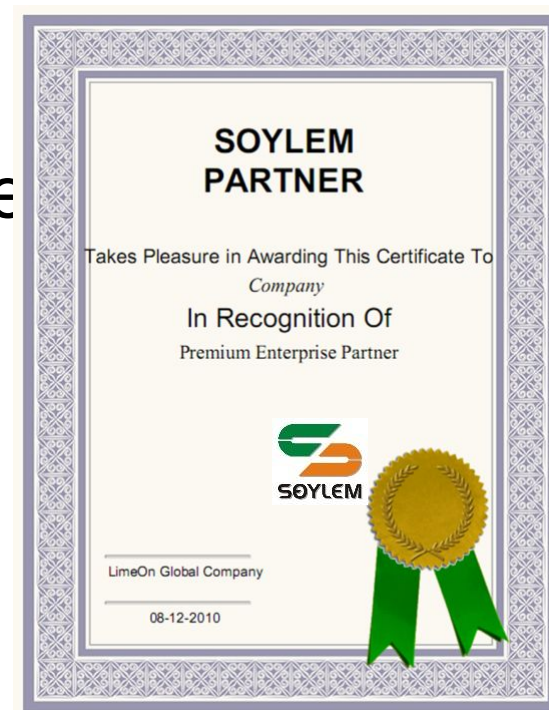 SOYLEM
PARTNER
Takes Pleasure in Awarding This Certificate To
Company
In Recognition Of
Premium Enterprise Partner
SOYLEM
LimeOn Global Company
08-12-2010